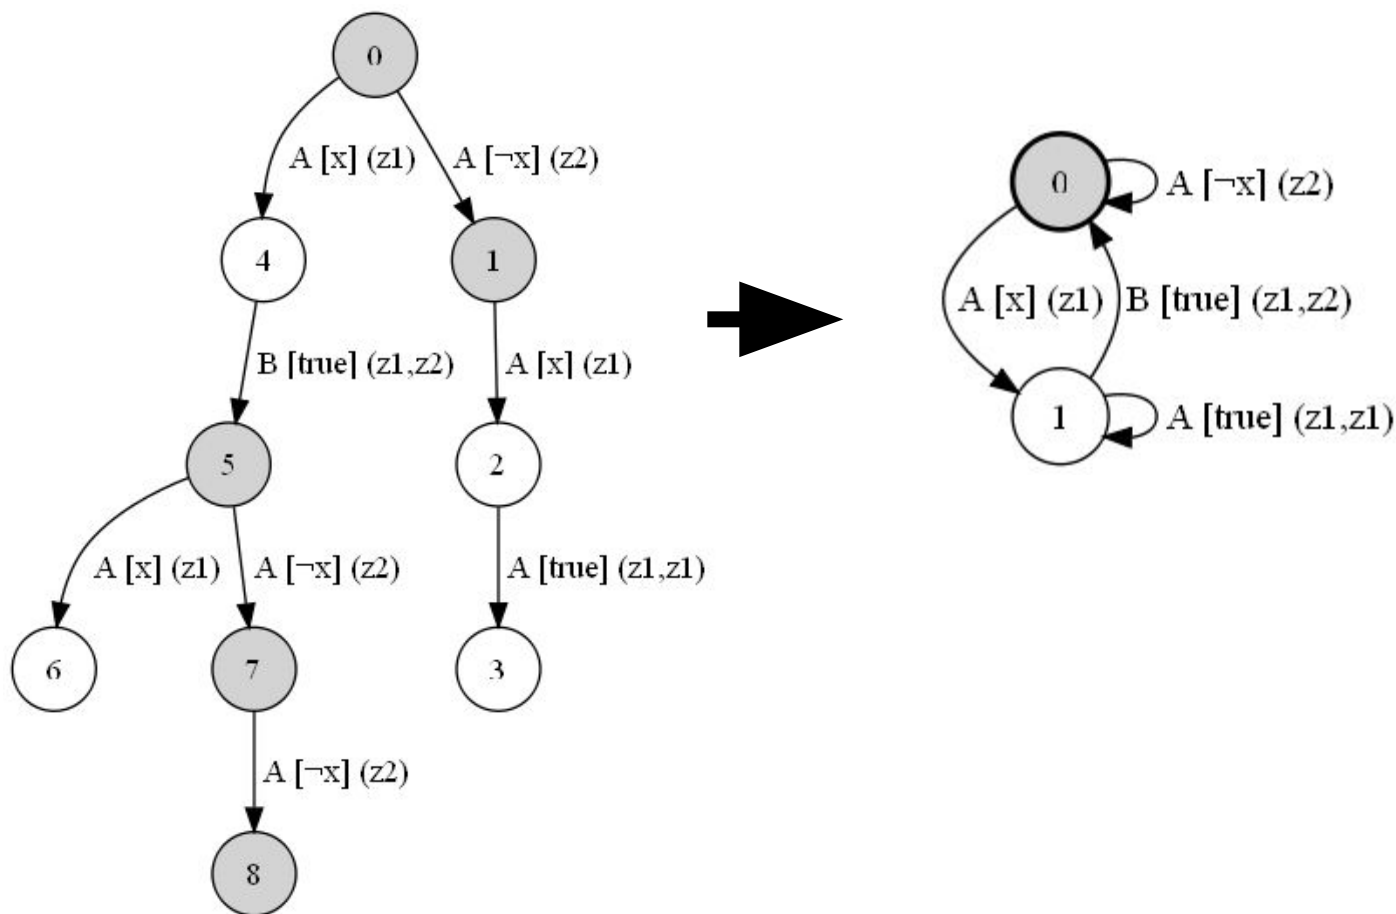 0
A [x] (z1)
A [¬x] (z2)
4
1
B [true] (z1,z2)
A [x] (z1)
5
2
A [x] (z1)
A [¬x] (z2)
A [true] (z1,z1)
6
7
3
A [¬x] (z2)
8
0
A [¬x] (z2)
A [x] (z1)
B [true] (z1,z2)
1
A [true] (z1,z1)